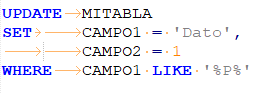 UPDATE MITABLA
SET CAMPO1 = 'Dato',
CAMPO2 = 1
WHERE CAMPO1 LIKE '%P%'